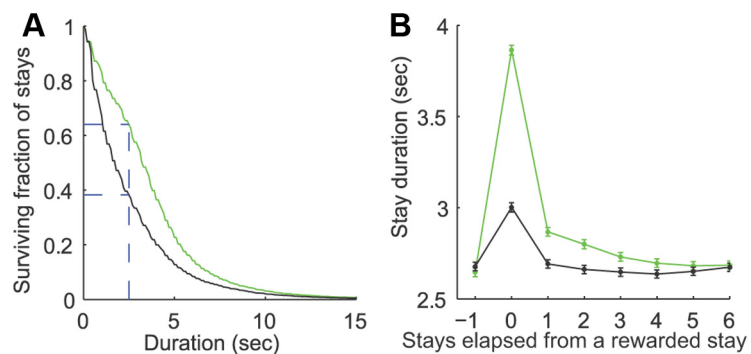 A
Surviving fraction of stays
1
0.8
0.6
0.4
0.2
0
0 5 10 15
Duration (sec)
B
Stay duration (sec)
4
3.5
3
2.5
−1 0 1 2 3 4 5 6
Stays elapsed from a rewarded stay